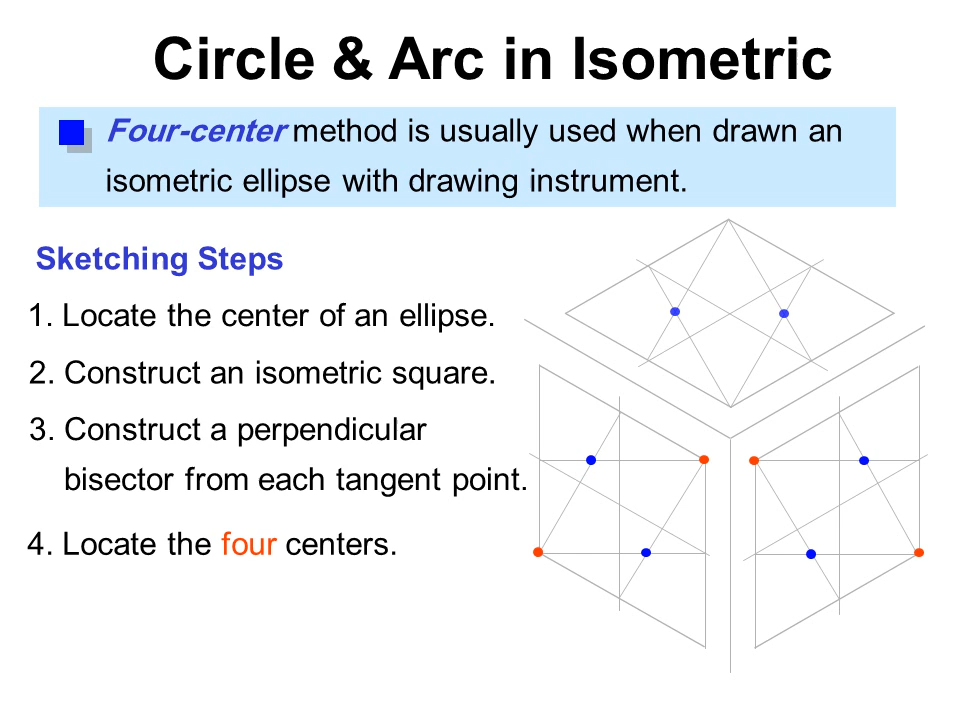 Circle & Arc in Isometric
Four-center method is usually used when drawn an
isometric ellipse with drawing instrument.
Sketching Steps
1. Locate the center of an ellipse.
2. Construct an isometric square.
3. Construct a perpendicular
bisector from each tangent point.
4. Locate the four centers.